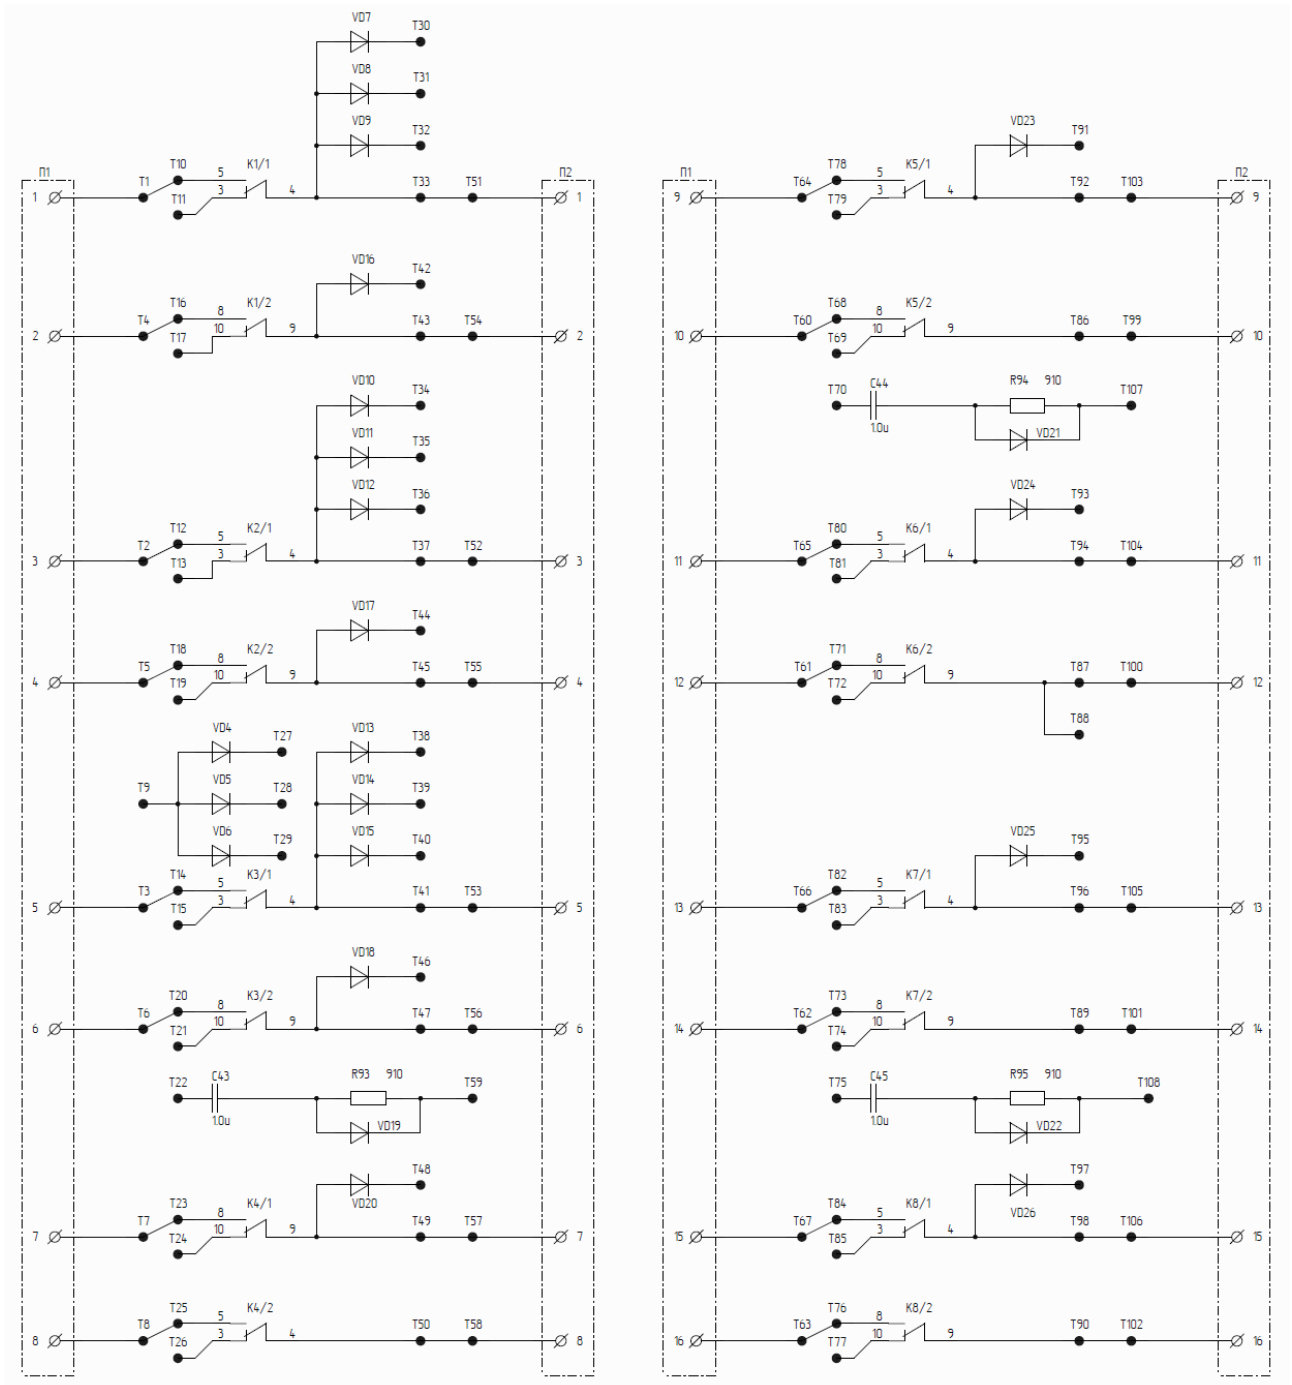 VD7 T30
VD8 T31
VD9 T32
П1 T10 5 K1/1 П2
1 T1 T11 3 4 T33 T51 1
VD16 T42
T16 8 K1/2
2 T4 T17 10 9 T43 T54 2
VD10 T34
VD11 T35
VD12 T36
T12 5 K2/1
3 T2 T13 3 4 T37 T52 3
VD17 T44
T18 8 K2/2
4 T5 T19 10 9 T45 T55 4
VD4 T27 VD13 T38
T9 VD5 T28 VD14 T39
VD6 T29 VD15 T40
T14 5 K3/1
5 T3 T15 3 4 T41 T53 5
VD18 T46
T20 8 K3/2
6 T6 T21 10 9 T47 T56 6
T22 C43 R93 910 T59
1.0u VD19
T48
VD20
T23 8 K4/1
7 T7 T24 10 9 T49 T57 7
T25 5 K4/2
8 T8 T26 3 4 T50 T58 8
VD23 T91
П1 T78 5 K5/1 П2
9 T64 T79 3 4 T92 T103 9
T68 8 K5/2
10 T60 T69 10 9 T86 T99 10
T70 C44 R94 910 T107
1.0u VD21
VD24 T93
T80 5 K6/1
11 T65 T81 3 4 T94 T104 11
T71 8 K6/2
12 T61 T72 10 9 T87 T100 12
T88
VD25 T95
T82 5 K7/1
13 T66 T83 3 4 T96 T105 13
T73 8 K7/2
14 T62 T74 10 9 T89 T101 14
T75 C45 R95 910 T108
1.0u VD22
T97
VD26
T84 5 K8/1
15 T67 T85 3 4 T98 T106 15
T76 8 K8/2
16 T63 T77 10 9 T90 T102 16